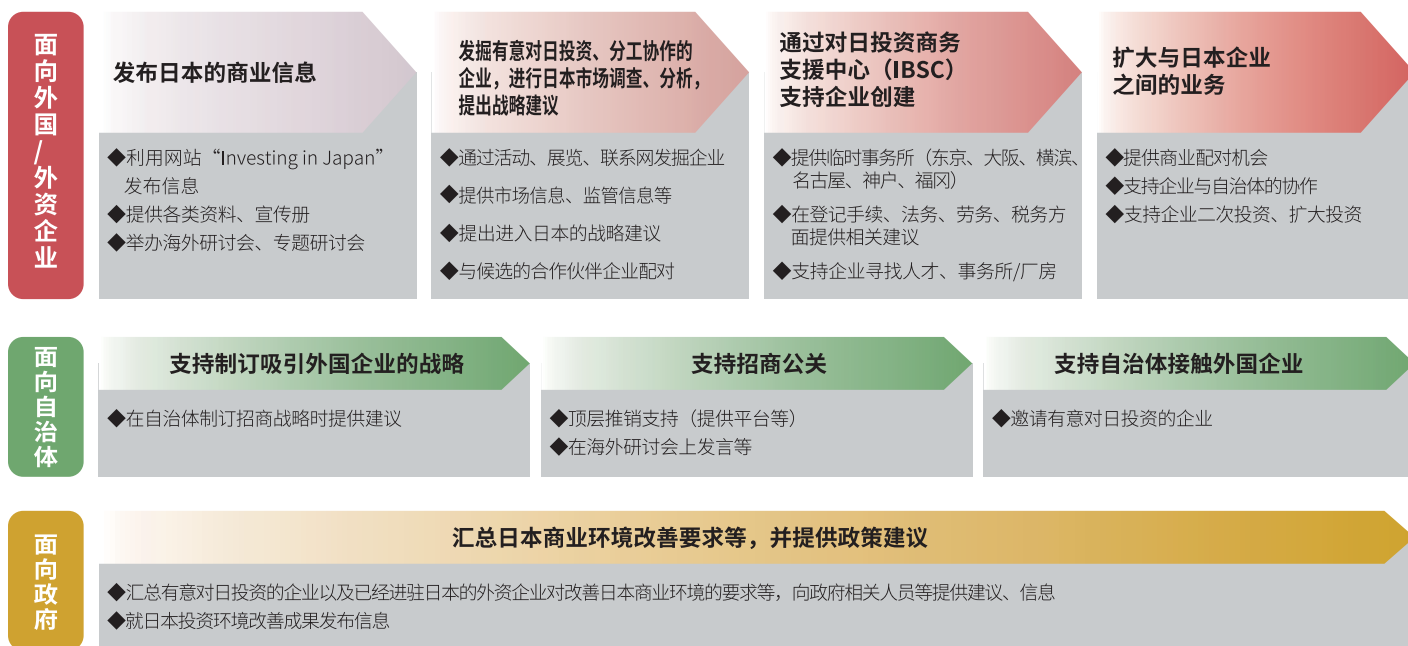 面向外国/外资企业
发布日本的商业信息
◆利用网站“Investing in Japan”
发布信息
◆提供各类资料、宣传册
◆举办海外研讨会、专题研讨会
发掘有意对日投资、分工协作的
企业，进行日本市场调查、分析，
提出战略建议
◆通过活动、展览、联系网发掘企业
◆提供市场信息、监管信息等
◆提出进入日本的战略建议
◆与候选的合作伙伴企业配对
通过对日投资商务
支援中心（IBSC）
支持企业创建
◆提供临时事务所（东京、大阪、横滨、
名古屋、神户、福冈）
◆在登记手续、法务、劳务、税务方
面提供相关建议
◆支持企业寻找人才、事务所/厂房
扩大与日本企业
之间的业务
◆提供商业配对机会
◆支持企业与自治体的协作
◆支持企业二次投资、扩大投资
面向自治体
支持制订吸引外国企业的战略
◆在自治体制订招商战略时提供建议
支持招商公关
◆顶层推销支持（提供平台等）
◆在海外研讨会上发言等
支持自治体接触外国企业
◆邀请有意对日投资的企业
面向政府
汇总日本商业环境改善要求等，并提供政策建议
◆汇总有意对日投资的企业以及已经进驻日本的外资企业对改善日本商业环境的要求等，向政府相关人员等提供建议、信息
◆就日本投资环境改善成果发布信息